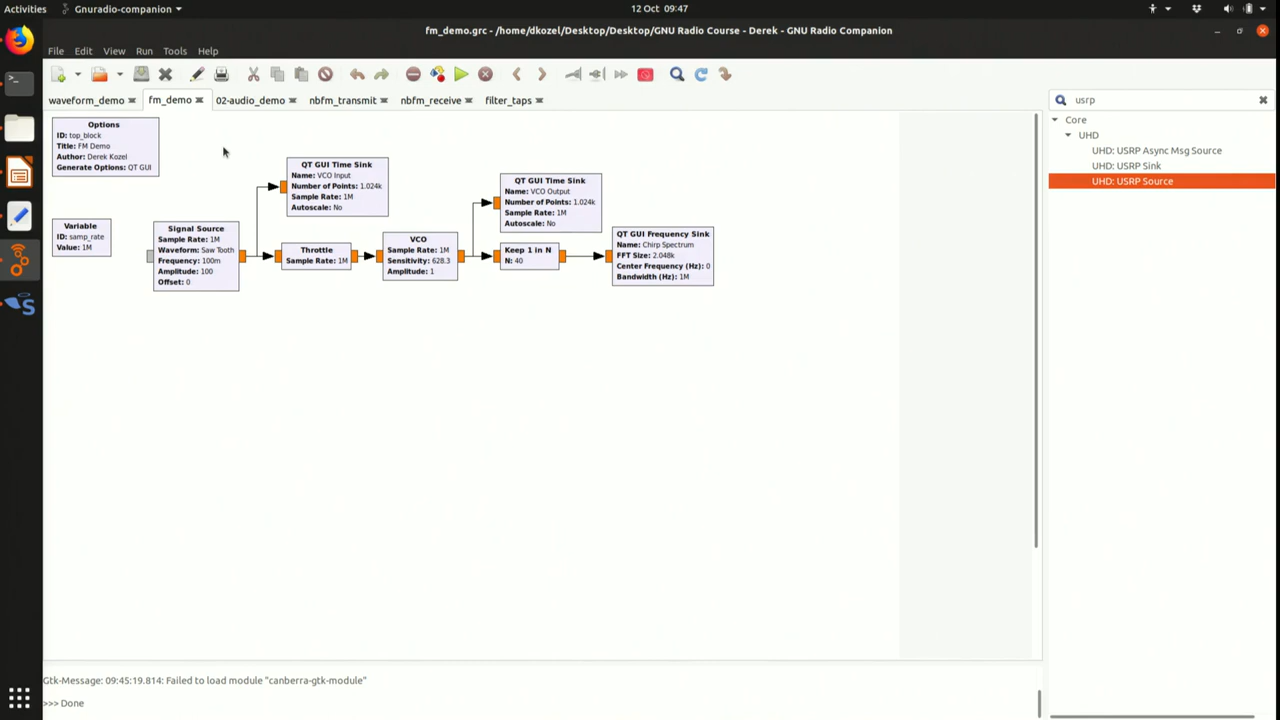 Activities
Gnuradio-companion
12 Oct 09:47
fm_demo.grc - /home/dkozel/Desktop/Desktop/GNU Radio Course - Derek - GNU Radio Companion
File Edit View Run Tools Help
waveform_demo
fm_demo
02-audio_demo
nbfm_transmit
nbfm_receive
filter_taps
usrp
Core
UHD
UHD: USRP Async Msg Source
UHD: USRP Sink
UHD: USRP Source
Options
ID: top_block
Title: FM Demo
Author: Derek Kozel
Generate Options: QT GUI
Variable
ID: samp_rate
Value: 1M
Signal Source
Sample Rate: 1M
Waveform: Saw Tooth
Frequency: 100m
Amplitude: 100
Offset: 0
QT GUI Time Sink
Name: VCO Input
Number of Points: 1.024k
Sample Rate: 1M
Autoscale: No
Throttle
Sample Rate: 1M
VCO
Sample Rate: 1M
Sensitivity: 628.3
Amplitude: 1
QT GUI Time Sink
Name: VCO Output
Number of Points: 1.024k
Sample Rate: 1M
Autoscale: No
Keep 1 in N
N: 40
QT GUI Frequency Sink
Name: Chirp Spectrum
FFT Size: 2.048k
Center Frequency (Hz): 0
Bandwidth (Hz): 1M
Gtk-Message: 09:45:19.814: Failed to load module "canberra-gtk-module"
>>> Done